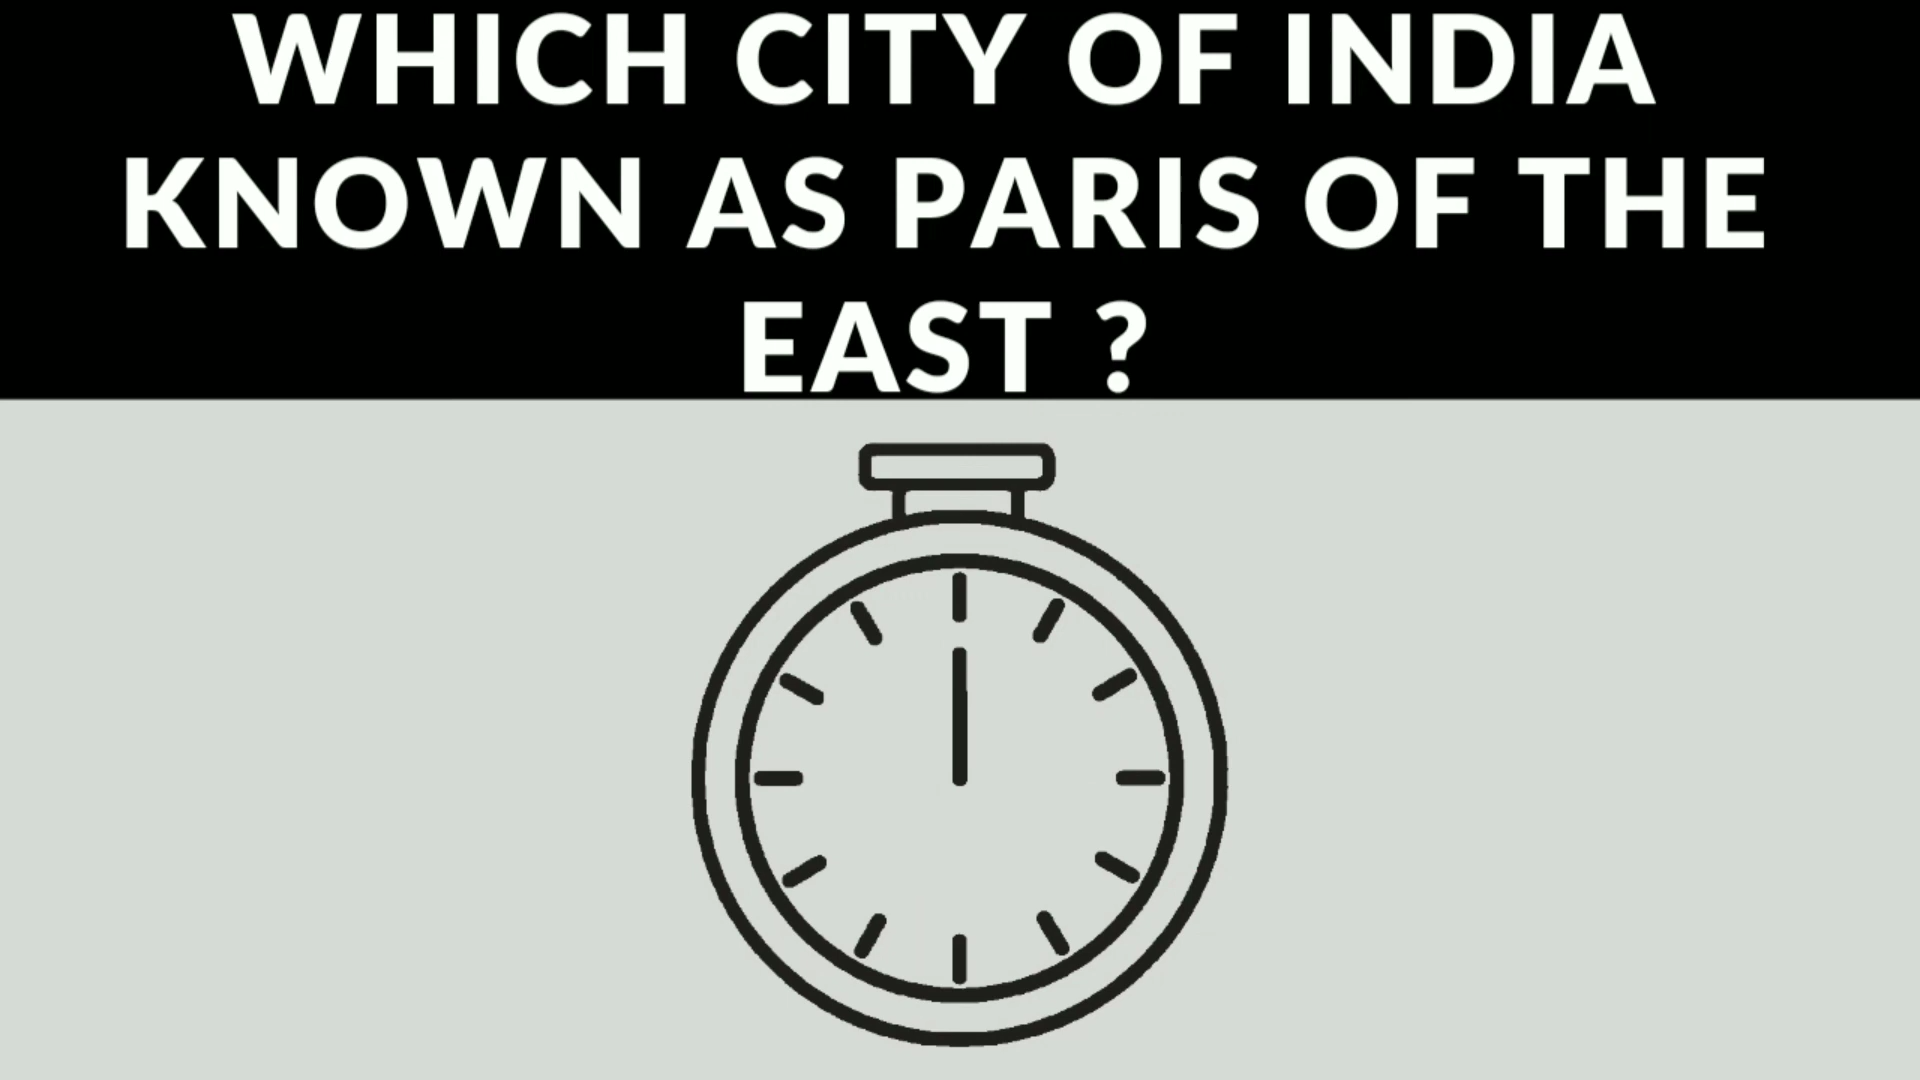 WHICH CITY OF INDIA
KNOWN AS PARIS OF THE
EAST ?